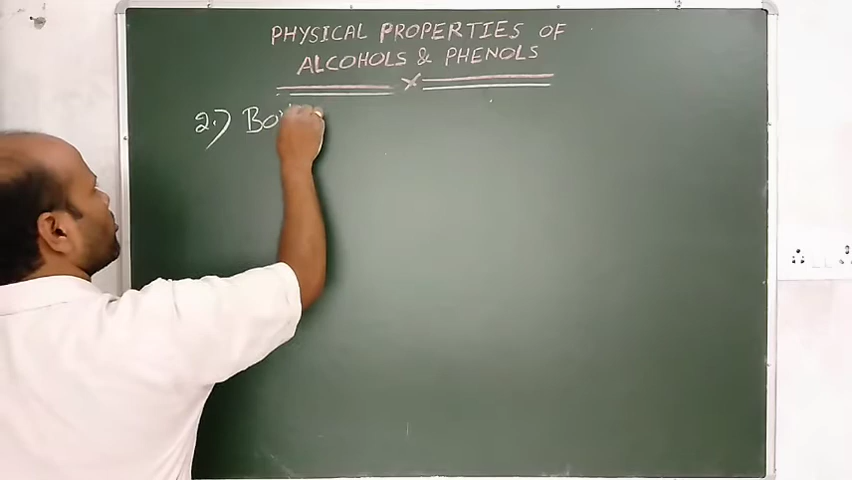 PHYSICAL PROPERTIES OF
ALCOHOLS & PHENOLS
2.)